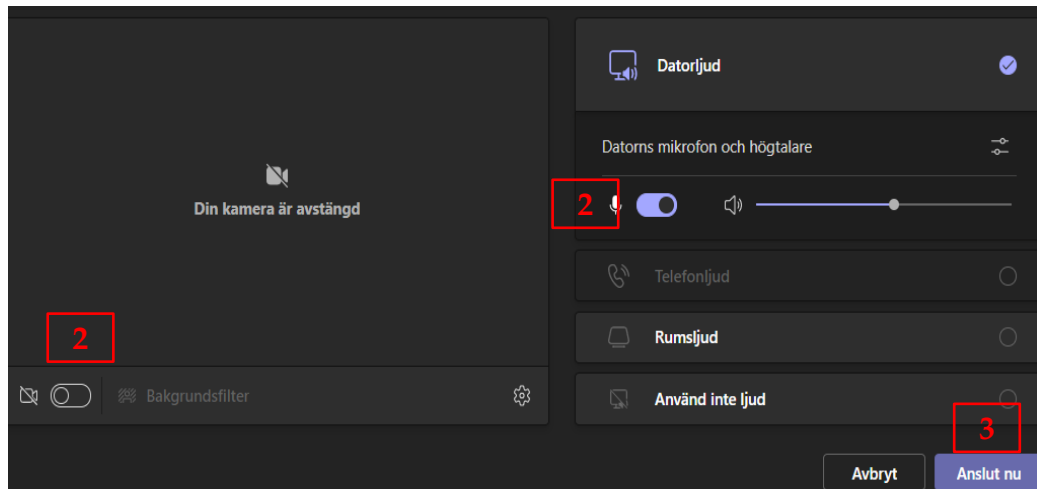 Din kamera är avstängd
2
Bakgrundsfilter
Datorljud
Datorns mikrofon och högtalare
2
Telefonljud
Rumsljud
Använd inte ljud
3
Avbryt
Anslut nu